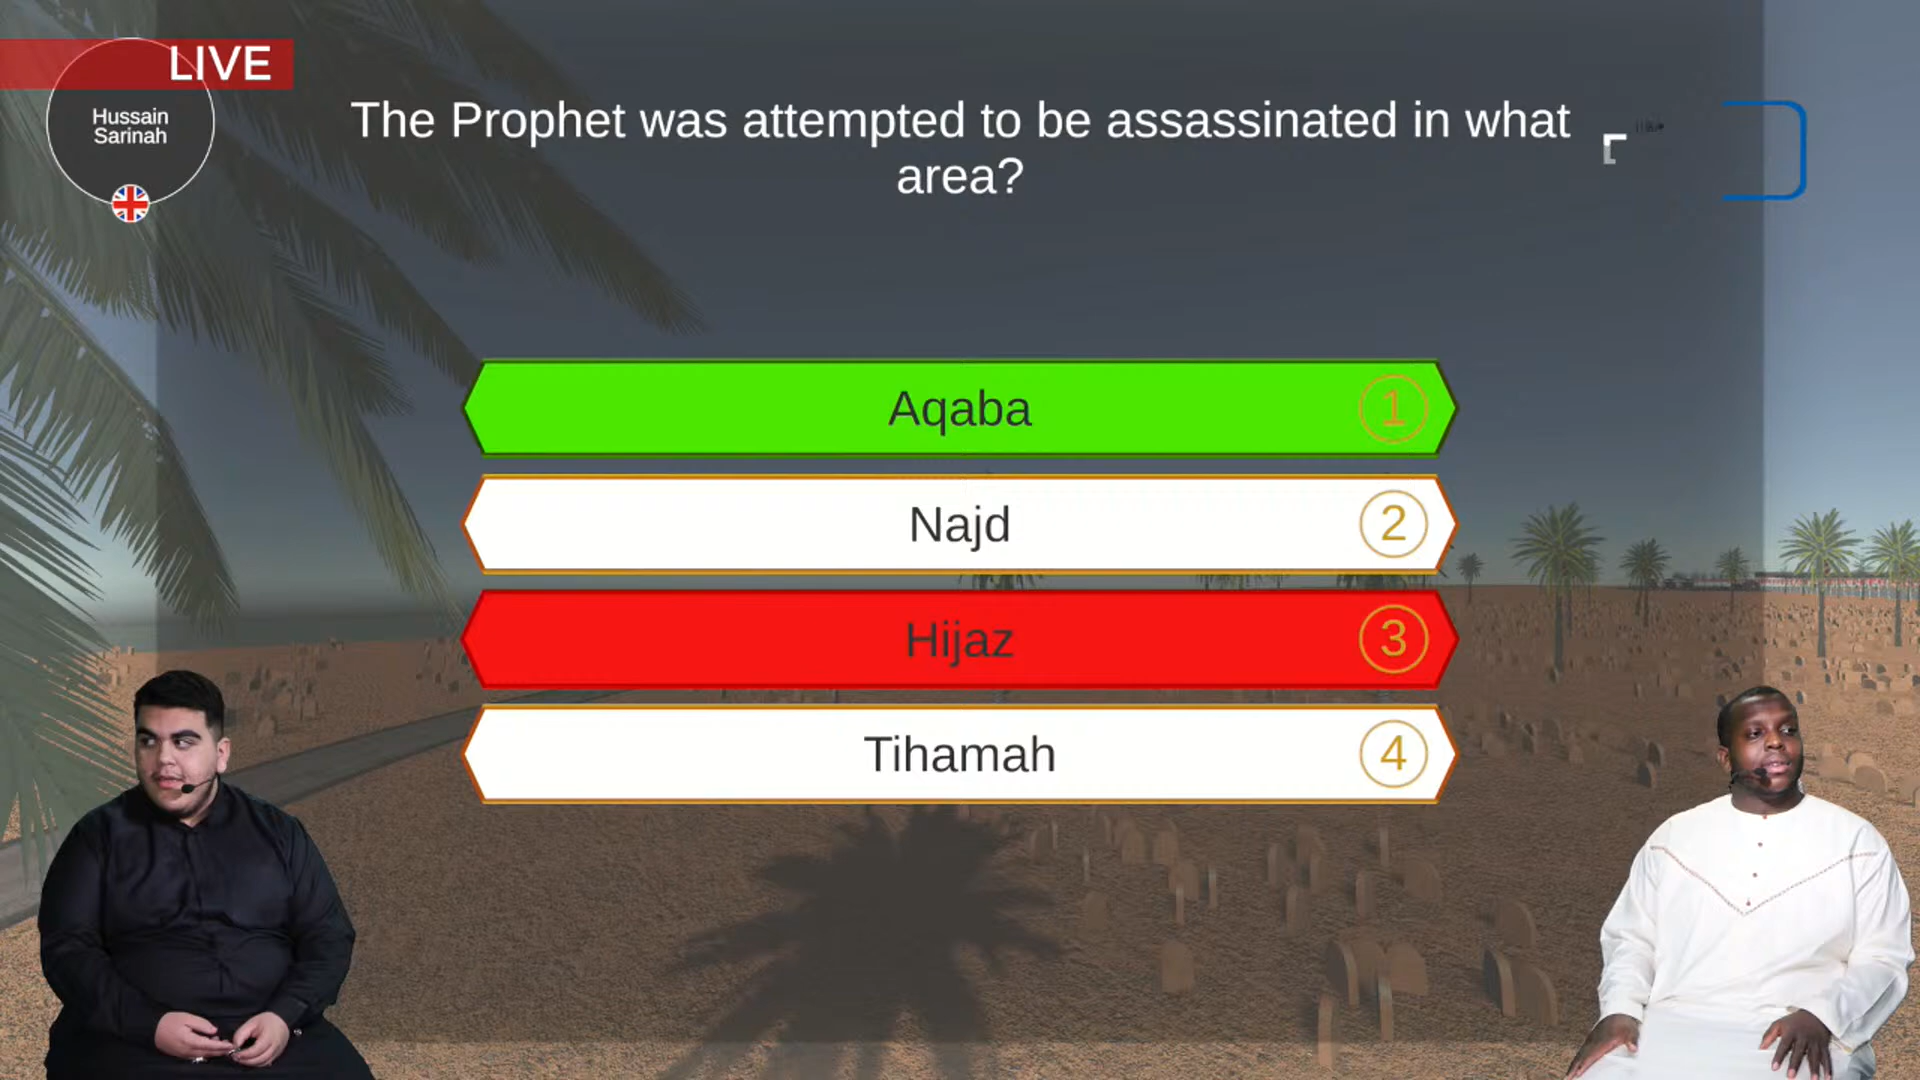 LIVE
Hussain
Sarinah
The Prophet was attempted to be assassinated in what
area?
Aqaba 1
Najd 2
Hijaz 3
Tihamah 4